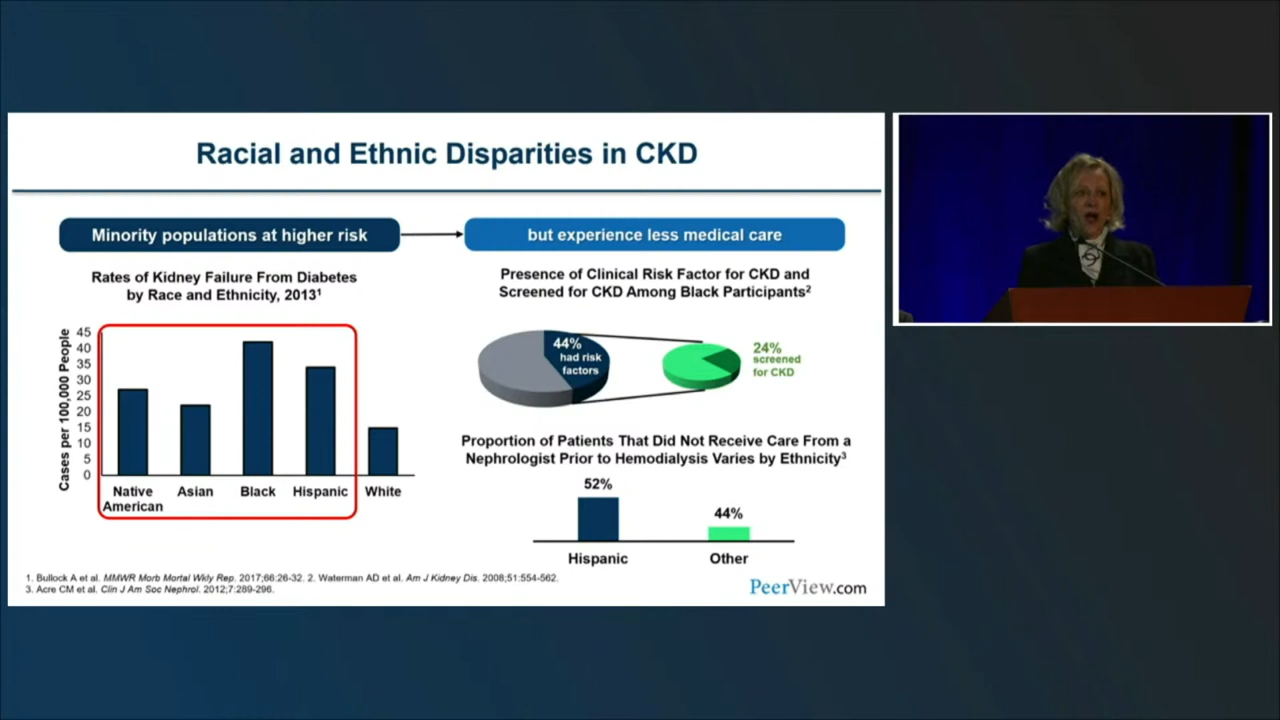 Racial and Ethnic Disparities in CKD
Minority populations at higher risk
but experience less medical care
Rates of Kidney Failure From Diabetes
by Race and Ethnicity, 2013¹
Cases per 100,000 People
45
40
35
30
25
20
15
10
5
0
Native
American
Asian
Black
Hispanic
White
Presence of Clinical Risk Factor for CKD and
Screened for CKD Among Black Participants²
44%
had risk
factors
24%
screened
for CKD
Proportion of Patients That Did Not Receive Care From a
Nephrologist Prior to Hemodialysis Varies by Ethnicity³
52%
44%
Hispanic
Other
1. Bullock A et al. MMWR Morb Mortal Wkly Rep. 2017;66:26-32. 2. Waterman AD et al. Am J Kidney Dis. 2008;51:554-562.
3. Acre CM et al. Clin J Am Soc Nephrol. 2012;7:289-296.
PeerView.com